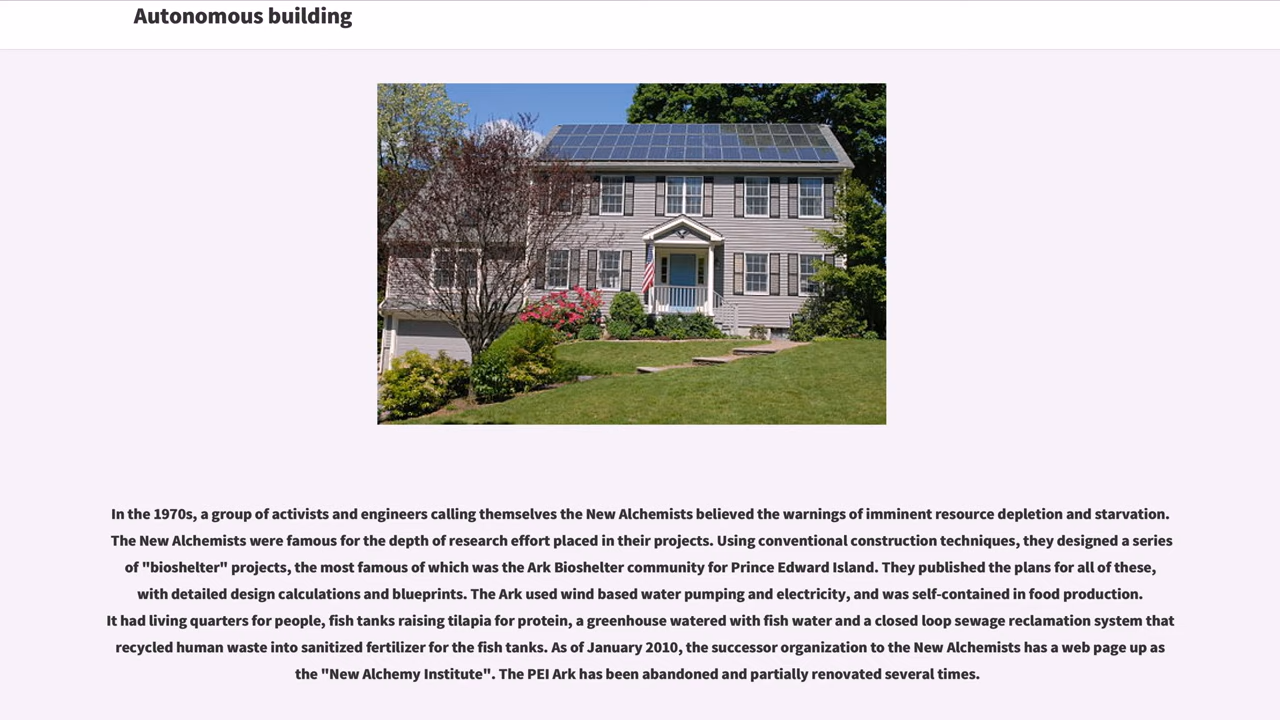 Autonomous building
In the 1970s, a group of activists and engineers calling themselves the New Alchemists believed the warnings of imminent resource depletion and starvation.
The New Alchemists were famous for the depth of research effort placed in their projects. Using conventional construction techniques, they designed a series
of "bioshelter" projects, the most famous of which was the Ark Bioshelter community for Prince Edward Island. They published the plans for all of these,
with detailed design calculations and blueprints. The Ark used wind based water pumping and electricity, and was self-contained in food production.
It had living quarters for people, fish tanks raising tilapia for protein, a greenhouse watered with fish water and a closed loop sewage reclamation system that
recycled human waste into sanitized fertilizer for the fish tanks. As of January 2010, the successor organization to the New Alchemists has a web page up as
the "New Alchemy Institute". The PEI Ark has been abandoned and partially renovated several times.